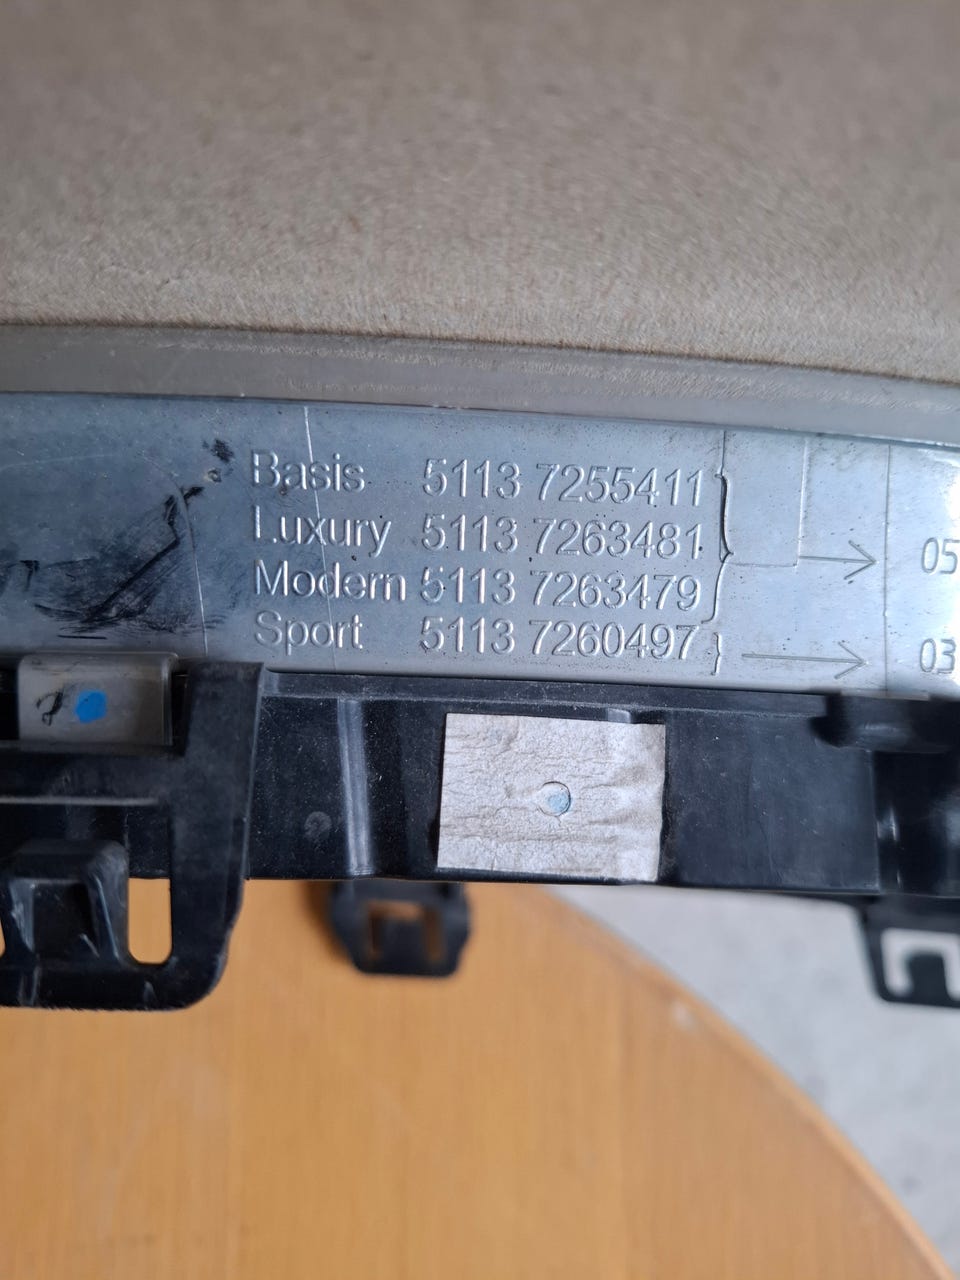 Basis 5113 7255411
Luxury 5113 7263481
Modern 5113 7263479
Sport 5113 7260497
05
03